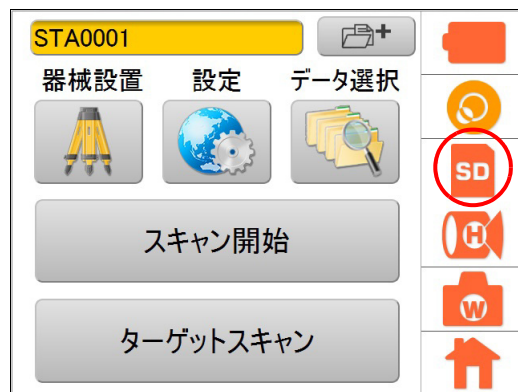 STA0001
器械設置 設定 データ選択
SD
スキャン開始
H
W
ターゲットスキャン